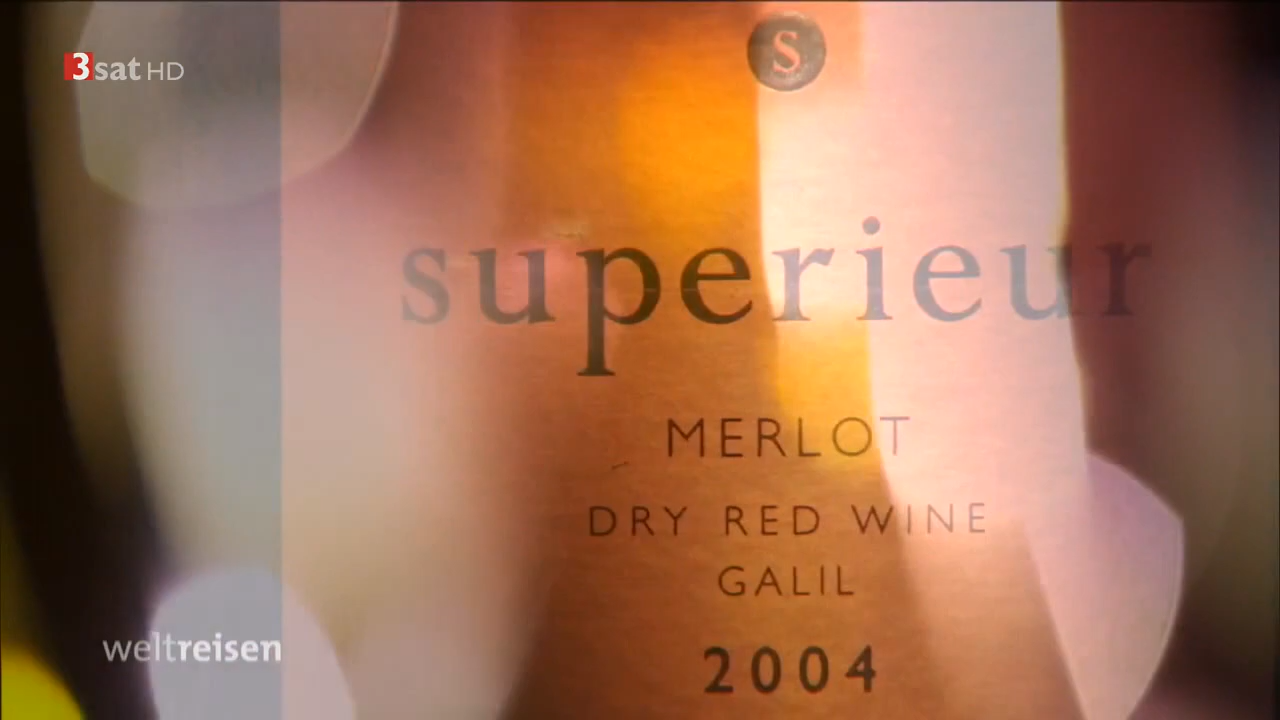 3sat HD
S
superieur
MERLOT
DRY RED WINE
GALIL
2004
weltreisen